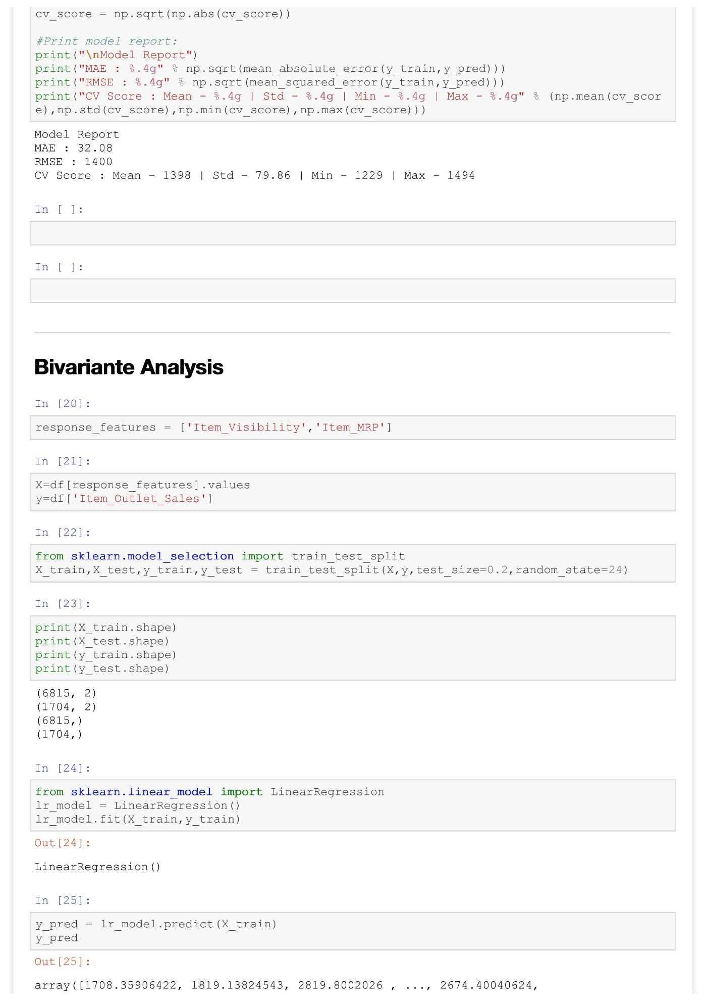 cv_score = np.sqrt(np.abs(cv_score))
#Print model report:
print("\nModel Report")
print("MAE : %.4g" % np.sqrt(mean_absolute_error(y_train,y_pred)))
print("RMSE : %.4g" % np.sqrt(mean_squared_error(y_train,y_pred)))
print("CV Score : Mean - %.4g | Std - %.4g | Min - %.4g | Max - %.4g" % (np.mean(cv_scor
e),np.std(cv_score),np.min(cv_score),np.max(cv_score)))
Model Report
MAE : 32.08
RMSE : 1400
CV Score : Mean - 1398 | Std - 79.86 | Min - 1229 | Max - 1494
In [ ]:
In [ ]:
Bivariante Analysis
In [20]:
response_features = ['Item_Visibility','Item_MRP']
In [21]:
X=df[response_features].values
y=df['Item_Outlet_Sales']
In [22]:
from sklearn.model_selection import train_test_split
X_train,X_test,y_train,y_test = train_test_split(X,y,test_size=0.2,random_state=24)
In [23]:
print(X_train.shape)
print(X_test.shape)
print(y_train.shape)
print(y_test.shape)
(6815, 2)
(1704, 2)
(6815,)
(1704,)
In [24]:
from sklearn.linear_model import LinearRegression
lr_model = LinearRegression()
lr_model.fit(X_train,y_train)
Out[24]:
LinearRegression()
In [25]:
y_pred = lr_model.predict(X_train)
y_pred
Out[25]:
array([1708.35906422, 1819.13824543, 2819.8002026 , ..., 2674.40040624,